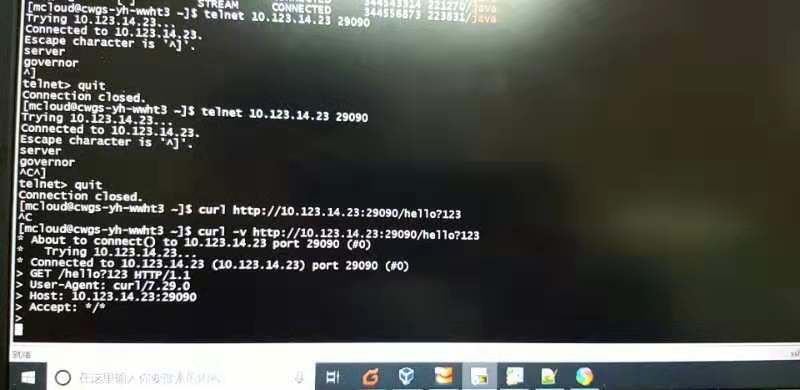 STREAM CONNECTED 344543314 221270/java
[mcloud@cwgs-yh-wwht3 ~]$ telnet 10.123.14.23 29090
344556873 223831/java
Trying 10.123.14.23...
Connected to 10.123.14.23.
Escape character is '^]'.
server
governor
^]
telnet> quit
Connection closed.
[mcloud@cwgs-yh-wwht3 ~]$ telnet 10.123.14.23 29090
Trying 10.123.14.23...
Connected to 10.123.14.23.
Escape character is '^]'.
server
governor
^C^]
telnet> quit
Connection closed.
[mcloud@cwgs-yh-wwht3 ~]$ curl http://10.123.14.23:29090/hello?123
^C
[mcloud@cwgs-yh-wwht3 ~]$ curl -v http://10.123.14.23:29090/hello?123
* About to connect() to 10.123.14.23 port 29090 (#0)
*   Trying 10.123.14.23...
* Connected to 10.123.14.23 (10.123.14.23) port 29090 (#0)
> GET /hello?123 HTTP/1.1
> User-Agent: curl/7.29.0
> Host: 10.123.14.23:29090
> Accept: */*
>
就绪
在这里输入你要搜索的内容